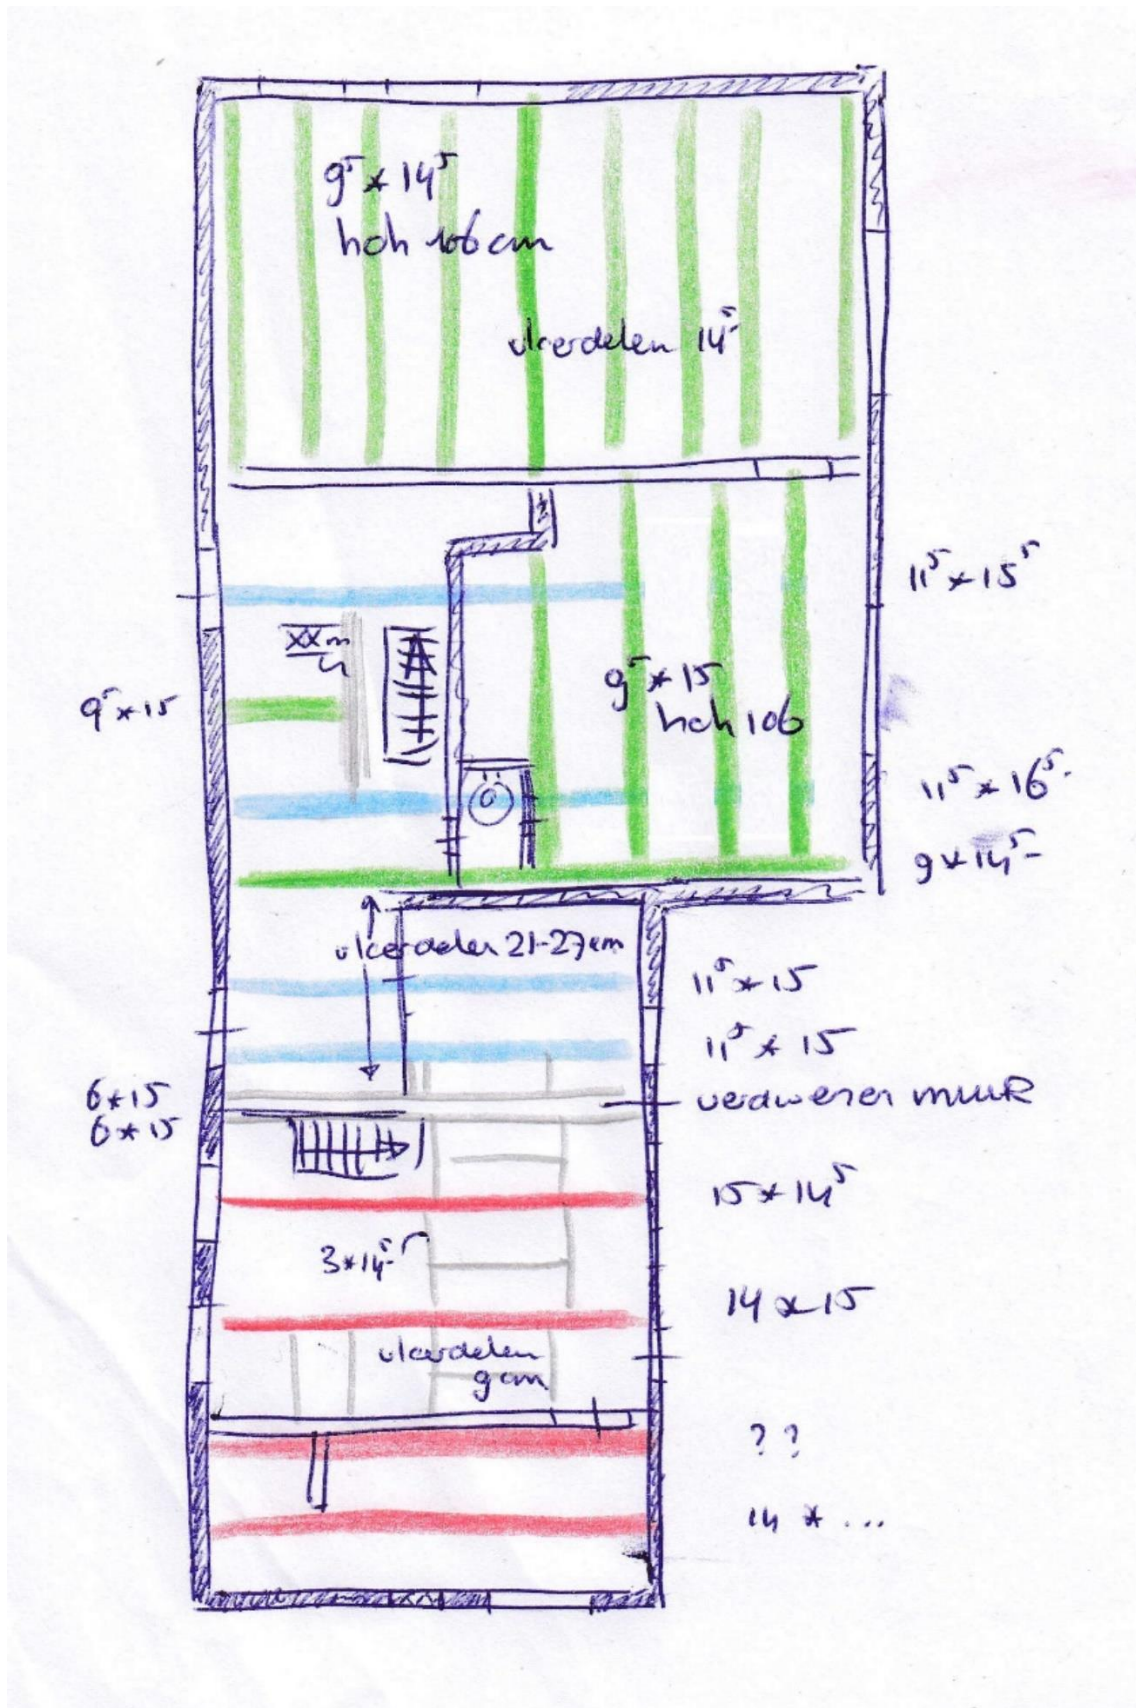 9⁵ * 14⁵
hoh 106 cm
vloerdelen 14⁵
11⁵ * 15⁵
9⁵ * 15
9⁵ * 15
hoh 106
11⁵ * 16⁵
9 * 14⁵
vloerdelen 21-27 cm
11⁵ * 15
11⁵ * 15
6 * 15
verdwenen muur
6 * 15
15 * 14⁵
3 * 14⁵
14 * 15
vloerdelen
9 cm
? ?
14 * ...